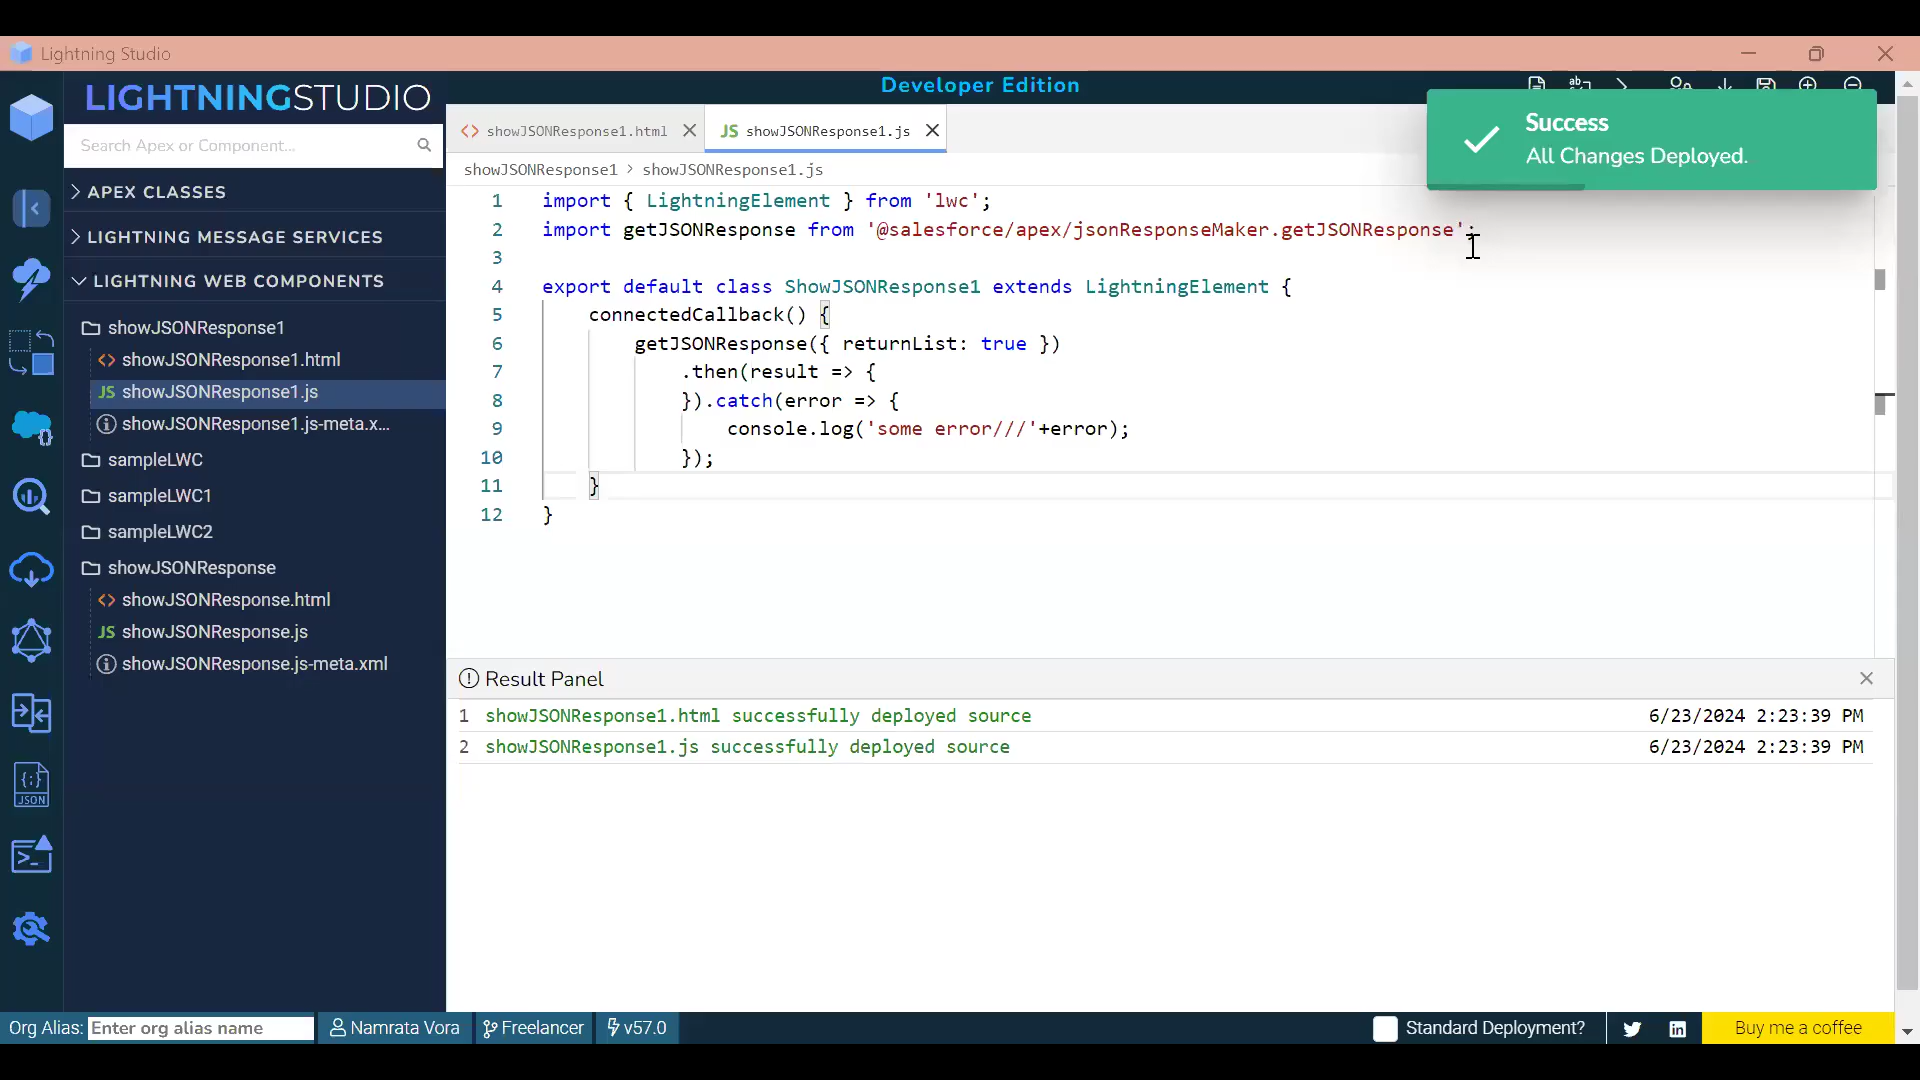 Lightning Studio
LIGHTNINGSTUDIO
Developer Edition
Search Apex or Component...
APEX CLASSES
LIGHTNING MESSAGE SERVICES
LIGHTNING WEB COMPONENTS
showJSONResponse1
showJSONResponse1.html
JS showJSONResponse1.js
showJSONResponse1.js-meta.x...
sampleLWC
sampleLWC1
sampleLWC2
showJSONResponse
showJSONResponse.html
JS showJSONResponse.js
showJSONResponse.js-meta.xml
JSON
showJSONResponse1.html
JS showJSONResponse1.js
Success
All Changes Deployed.
showJSONResponse1 > showJSONResponse1.js
1 import { LightningElement } from 'lwc';
2 import getJSONResponse from '@salesforce/apex/jsonResponseMaker.getJSONResponse';
3
4 export default class ShowJSONResponse1 extends LightningElement {
5 connectedCallback() {
6 getJSONResponse({ returnList: true })
7 .then(result => {
8 }).catch(error => {
9 console.log('some error///'+error);
10 });
11 }
12 }
Result Panel
1 showJSONResponse1.html successfully deployed source 6/23/2024 2:23:39 PM
2 showJSONResponse1.js successfully deployed source 6/23/2024 2:23:39 PM
Org Alias: Enter org alias name Namrata Vora Freelancer v57.0 Standard Deployment? Buy me a coffee